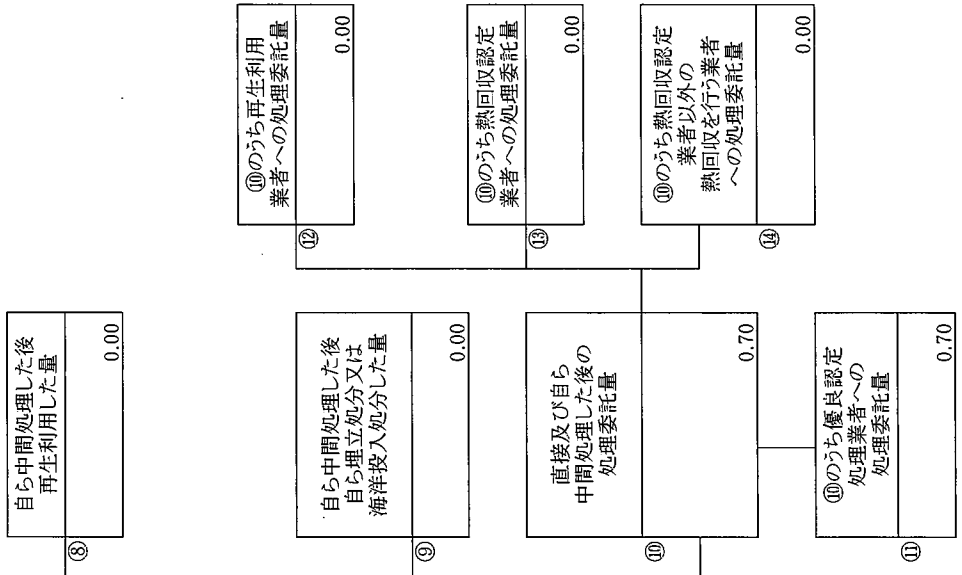 ⑧
自ら中間処理した後
再生利用した量
0.00
⑨
自ら中間処理した後
自ら埋立処分又は
海洋投入処分した量
0.00
⑩
直接及び自ら
中間処理した後の
処理委託量
0.70
⑪
⑩のうち優良認定
処理業者への
処理委託量
0.70
⑫
⑩のうち再生利用
業者への処理委託量
0.00
⑬
⑩のうち熱回収認定
業者への処理委託量
0.00
⑭
⑩のうち熱回収認定
業者以外の
熱回収を行う業者
への処理委託量
0.00